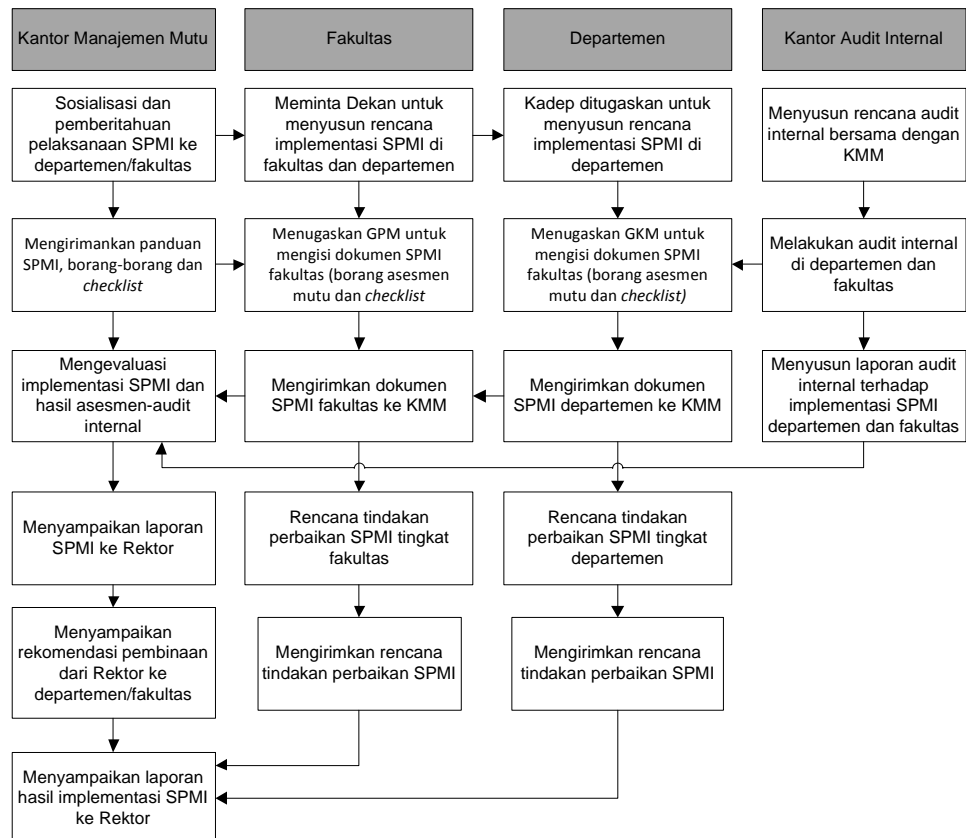 Kantor Manajemen Mutu
Fakultas
Departemen
Kantor Audit Internal
Sosialisasi dan
pemberitahuan
pelaksanaan SPMI ke
departemen/fakultas
Meminta Dekan untuk
menyusun rencana
implementasi SPMI di
fakultas dan departemen
Kadep ditugaskan untuk
menyusun rencana
implementasi SPMI di
departemen
Menyusun rencana audit
internal bersama dengan
KMM
Mengirimankan panduan
SPMI, borang-borang dan
checklist
Menugaskan GPM untuk
mengisi dokumen SPMI
fakultas (borang asesmen
mutu dan checklist
Menugaskan GKM untuk
mengisi dokumen SPMI
fakultas (borang asesmen
mutu dan checklist)
Melakukan audit internal
di departemen dan
fakultas
Mengevaluasi
implementasi SPMI dan
hasil asesmen-audit
internal
Mengirimkan dokumen
SPMI fakultas ke KMM
Mengirimkan dokumen
SPMI departemen ke KMM
Menyusun laporan audit
internal terhadap
implementasi SPMI
departemen dan fakultas
Menyampaikan laporan
SPMI ke Rektor
Rencana tindakan
perbaikan SPMI tingkat
fakultas
Rencana tindakan
perbaikan SPMI tingkat
departemen
Menyampaikan
rekomendasi pembinaan
dari Rektor ke
departemen/fakultas
Mengirimkan rencana
tindakan perbaikan SPMI
Mengirimkan rencana
tindakan perbaikan SPMI
Menyampaikan laporan
hasil implementasi SPMI
ke Rektor